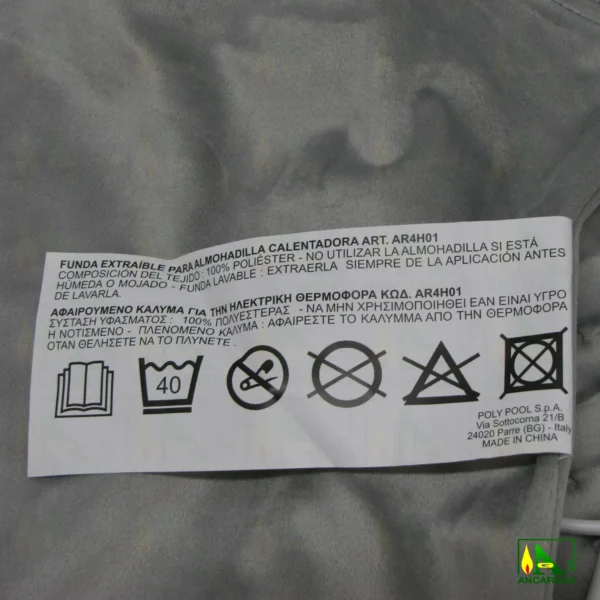 FUNDA EXTRAÍBLE PARA ALMOHADILLA CALENTADORA ART. AR4H01
COMPOSICIÓN DEL TEJIDO: 100% POLIÉSTER - NO UTILIZAR LA ALMOHADILLA SI ESTÁ
HÚMEDA O MOJADO - FUNDA LAVABLE : EXTRAERLA SIEMPRE DE LA APLICACIÓN ANTES
DE LAVARLA.
ΑΦΑΙΡΟΥΜΕΝΟ ΚΑΛΥΜΑ ΓΙΑ ΤΗΝ ΗΛΕΚΤΡΙΚΗ ΘΕΡΜΟΦΟΡΑ ΚΩΔ. AR4H01
ΣΥΣΤΑΣΗ ΥΦΑΣΜΑΤΟΣ : 100% ΠΟΛΥΕΣΤΕΡΑΣ - ΝΑ ΜΗΝ ΧΡΗΣΙΜΟΠΟΙΗΘΕΙ ΕΑΝ ΕΙΝΑΙ ΥΓΡΟ
Η ΝΟΤΙΣΜΕΝΟ - ΠΛΕΝΟΜΕΝΟ ΚΑΛΥΜΑ : ΑΦΑΙΡΕΣΤΕ ΤΟ ΚΑΛΥΜΜΑ ΑΠΟ ΤΗΝ ΘΕΡΜΟΦΟΡΑ
ΟΤΑΝ ΘΕΛΗΣΕΤΕ ΝΑ ΤΟ ΠΛΥΝΕΤΕ .
40
POLY POOL S.p.A.
Via Sottocorna 21/B
24020 Parre (BG) - Italy
MADE IN CHINA